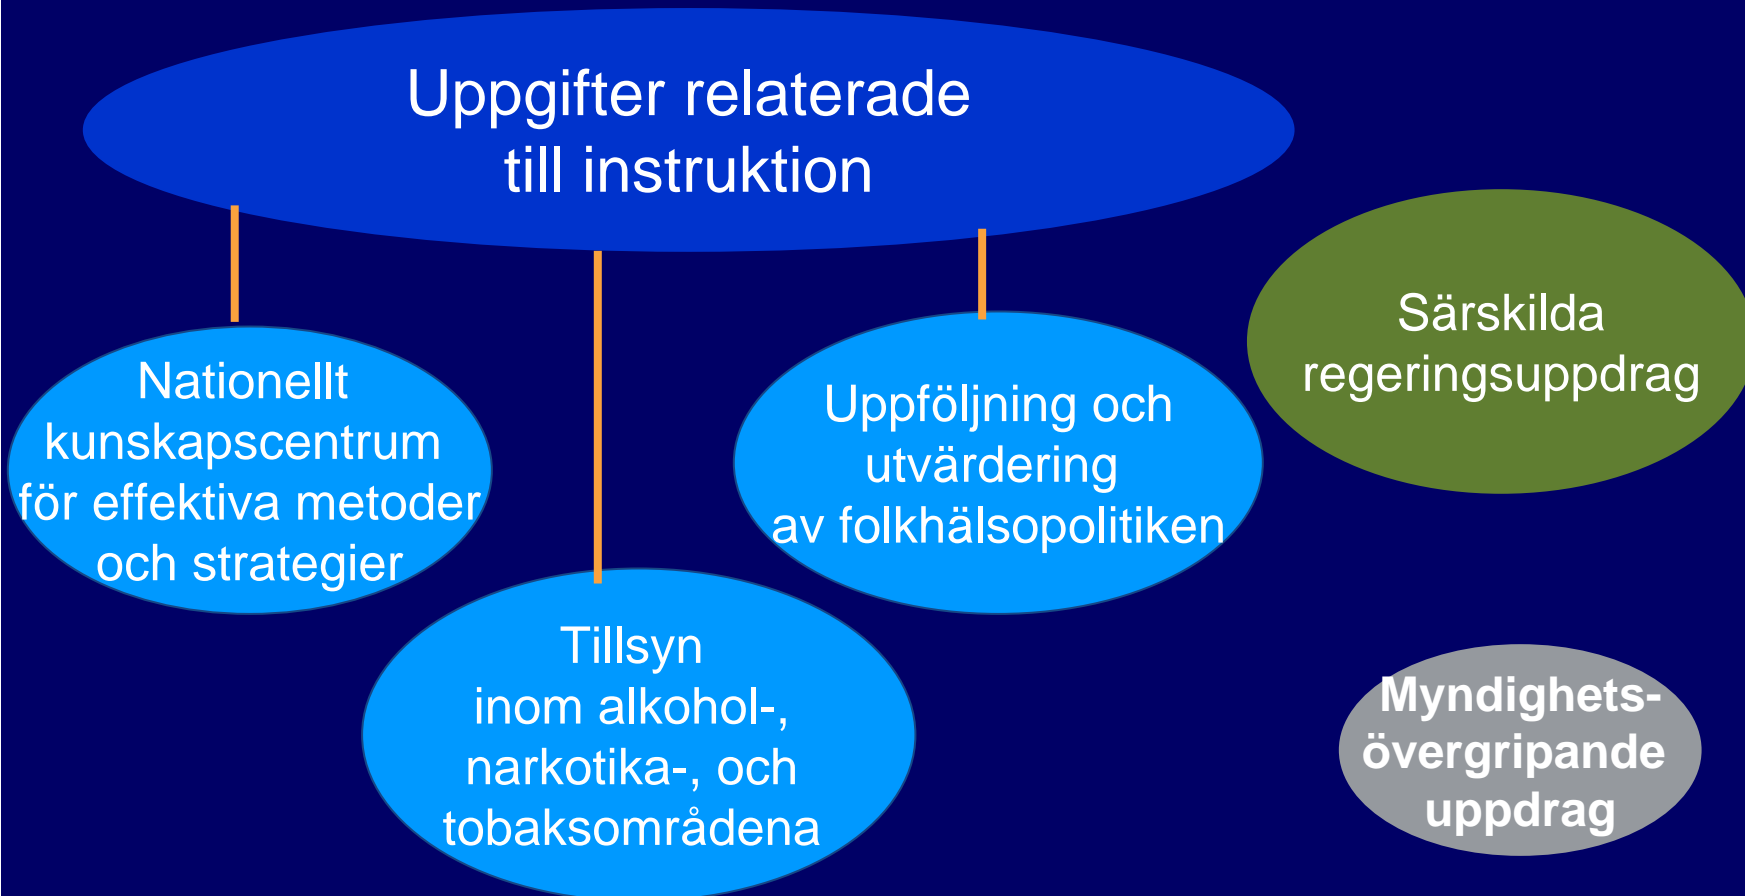 Uppgifter relaterade
till instruktion
Nationellt
kunskapscentrum
för effektiva metoder
och strategier
Tillsyn
inom alkohol-,
narkotika-, och
tobaksområdena
Uppföljning och
utvärdering
av folkhälsopolitiken
Särskilda
regeringsuppdrag
Myndighets-
övergripande
uppdrag